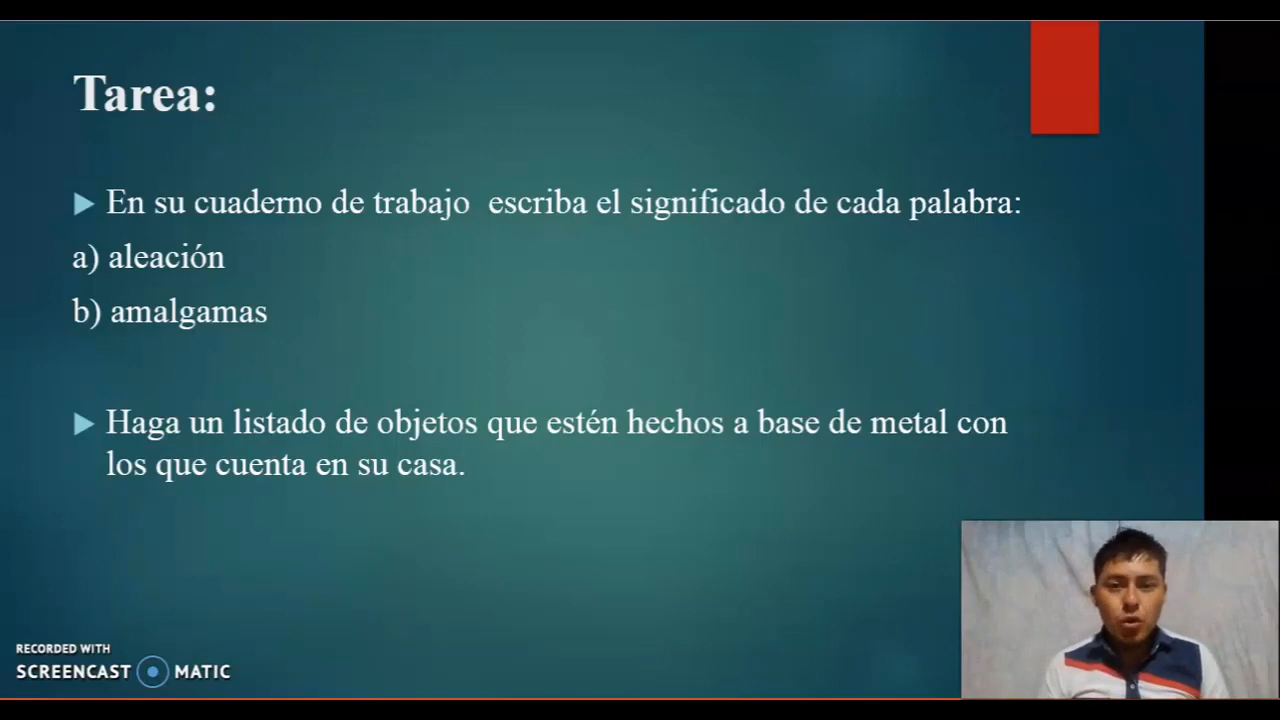 Tarea:
En su cuaderno de trabajo escriba el significado de cada palabra:
a) aleación
b) amalgamas
Haga un listado de objetos que estén hechos a base de metal con
los que cuenta en su casa.
RECORDED WITH
SCREENCAST MATIC